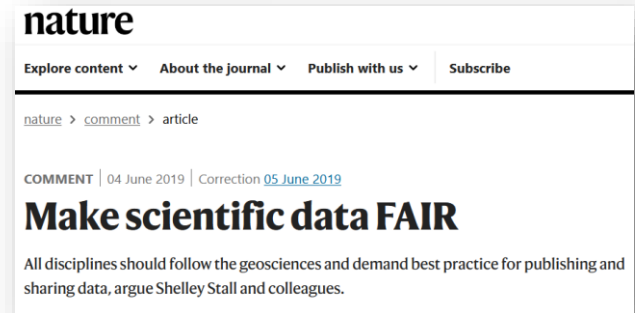 nature
Explore content About the journal Publish with us Subscribe
nature > comment > article
COMMENT | 04 June 2019 | Correction 05 June 2019
Make scientific data FAIR
All disciplines should follow the geosciences and demand best practice for publishing and
sharing data, argue Shelley Stall and colleagues.